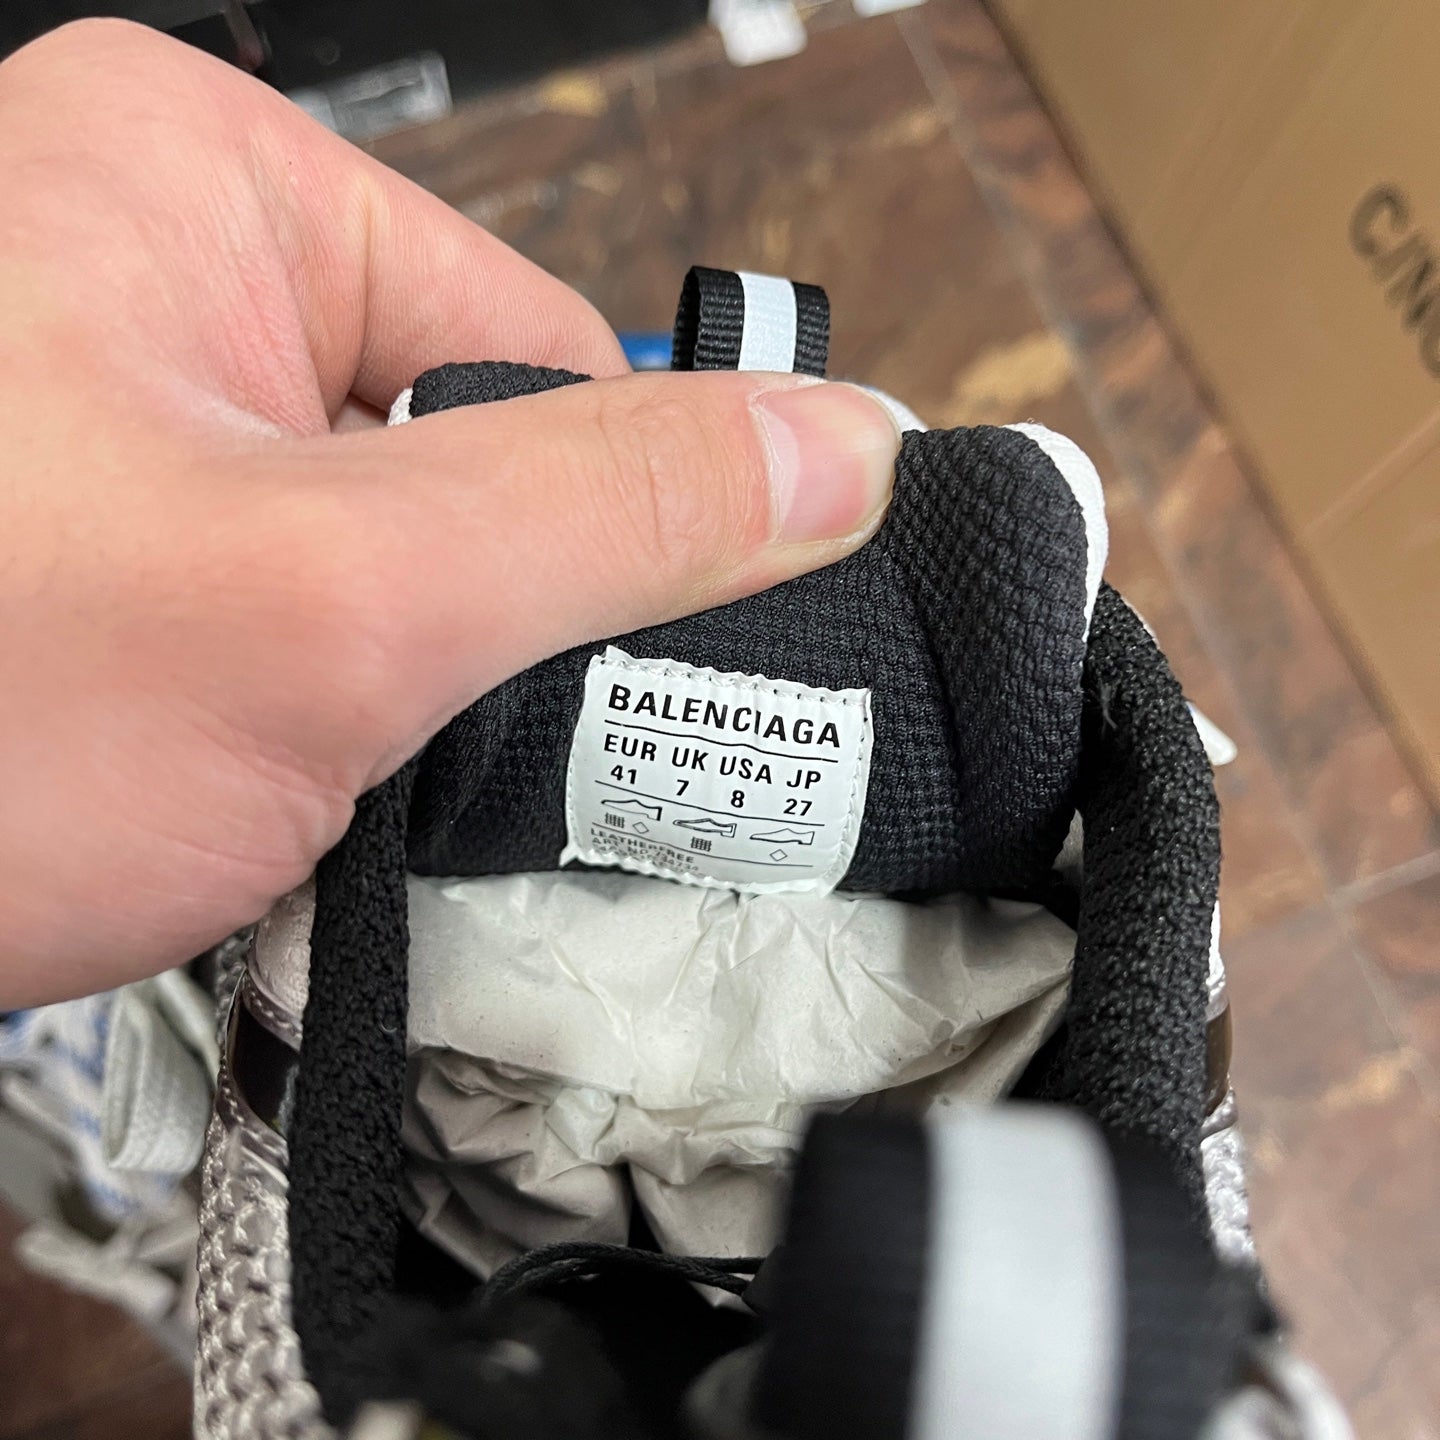 BALENCIAGA
EUR UK USA JP
41 7 8 27
LEATHERFREE